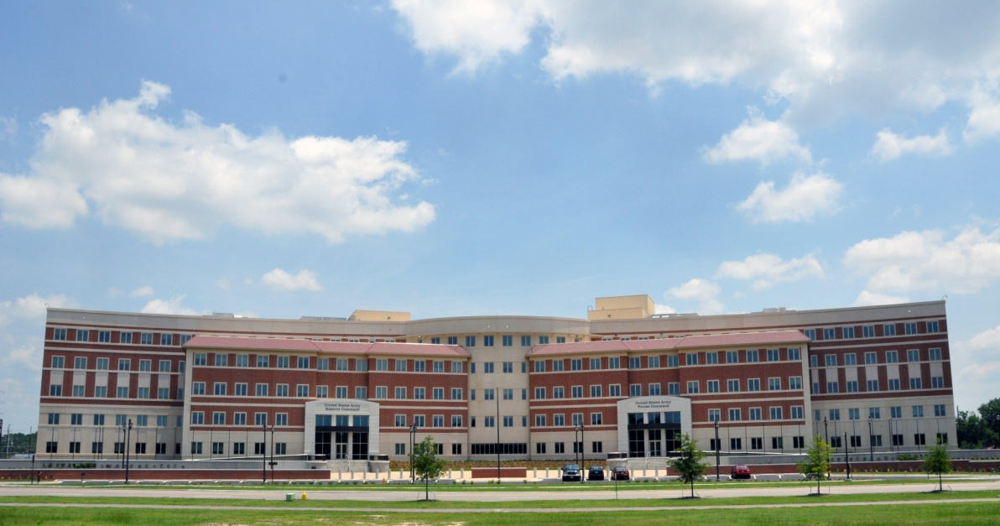 United States Army
Reserve Command
United States Army
Forces Command